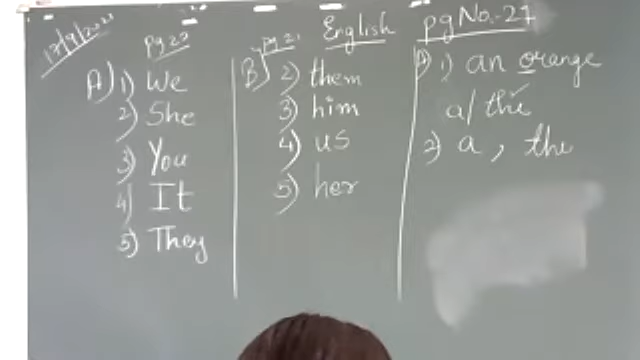 17/9/2021
English
pg 20
A) 1) We
2) She
3) You
4) It
5) They
B) pg 21
2) them
3) him
4) us
5) her
pg No.-27
A) 1) an orange
a/ the
2) a, the